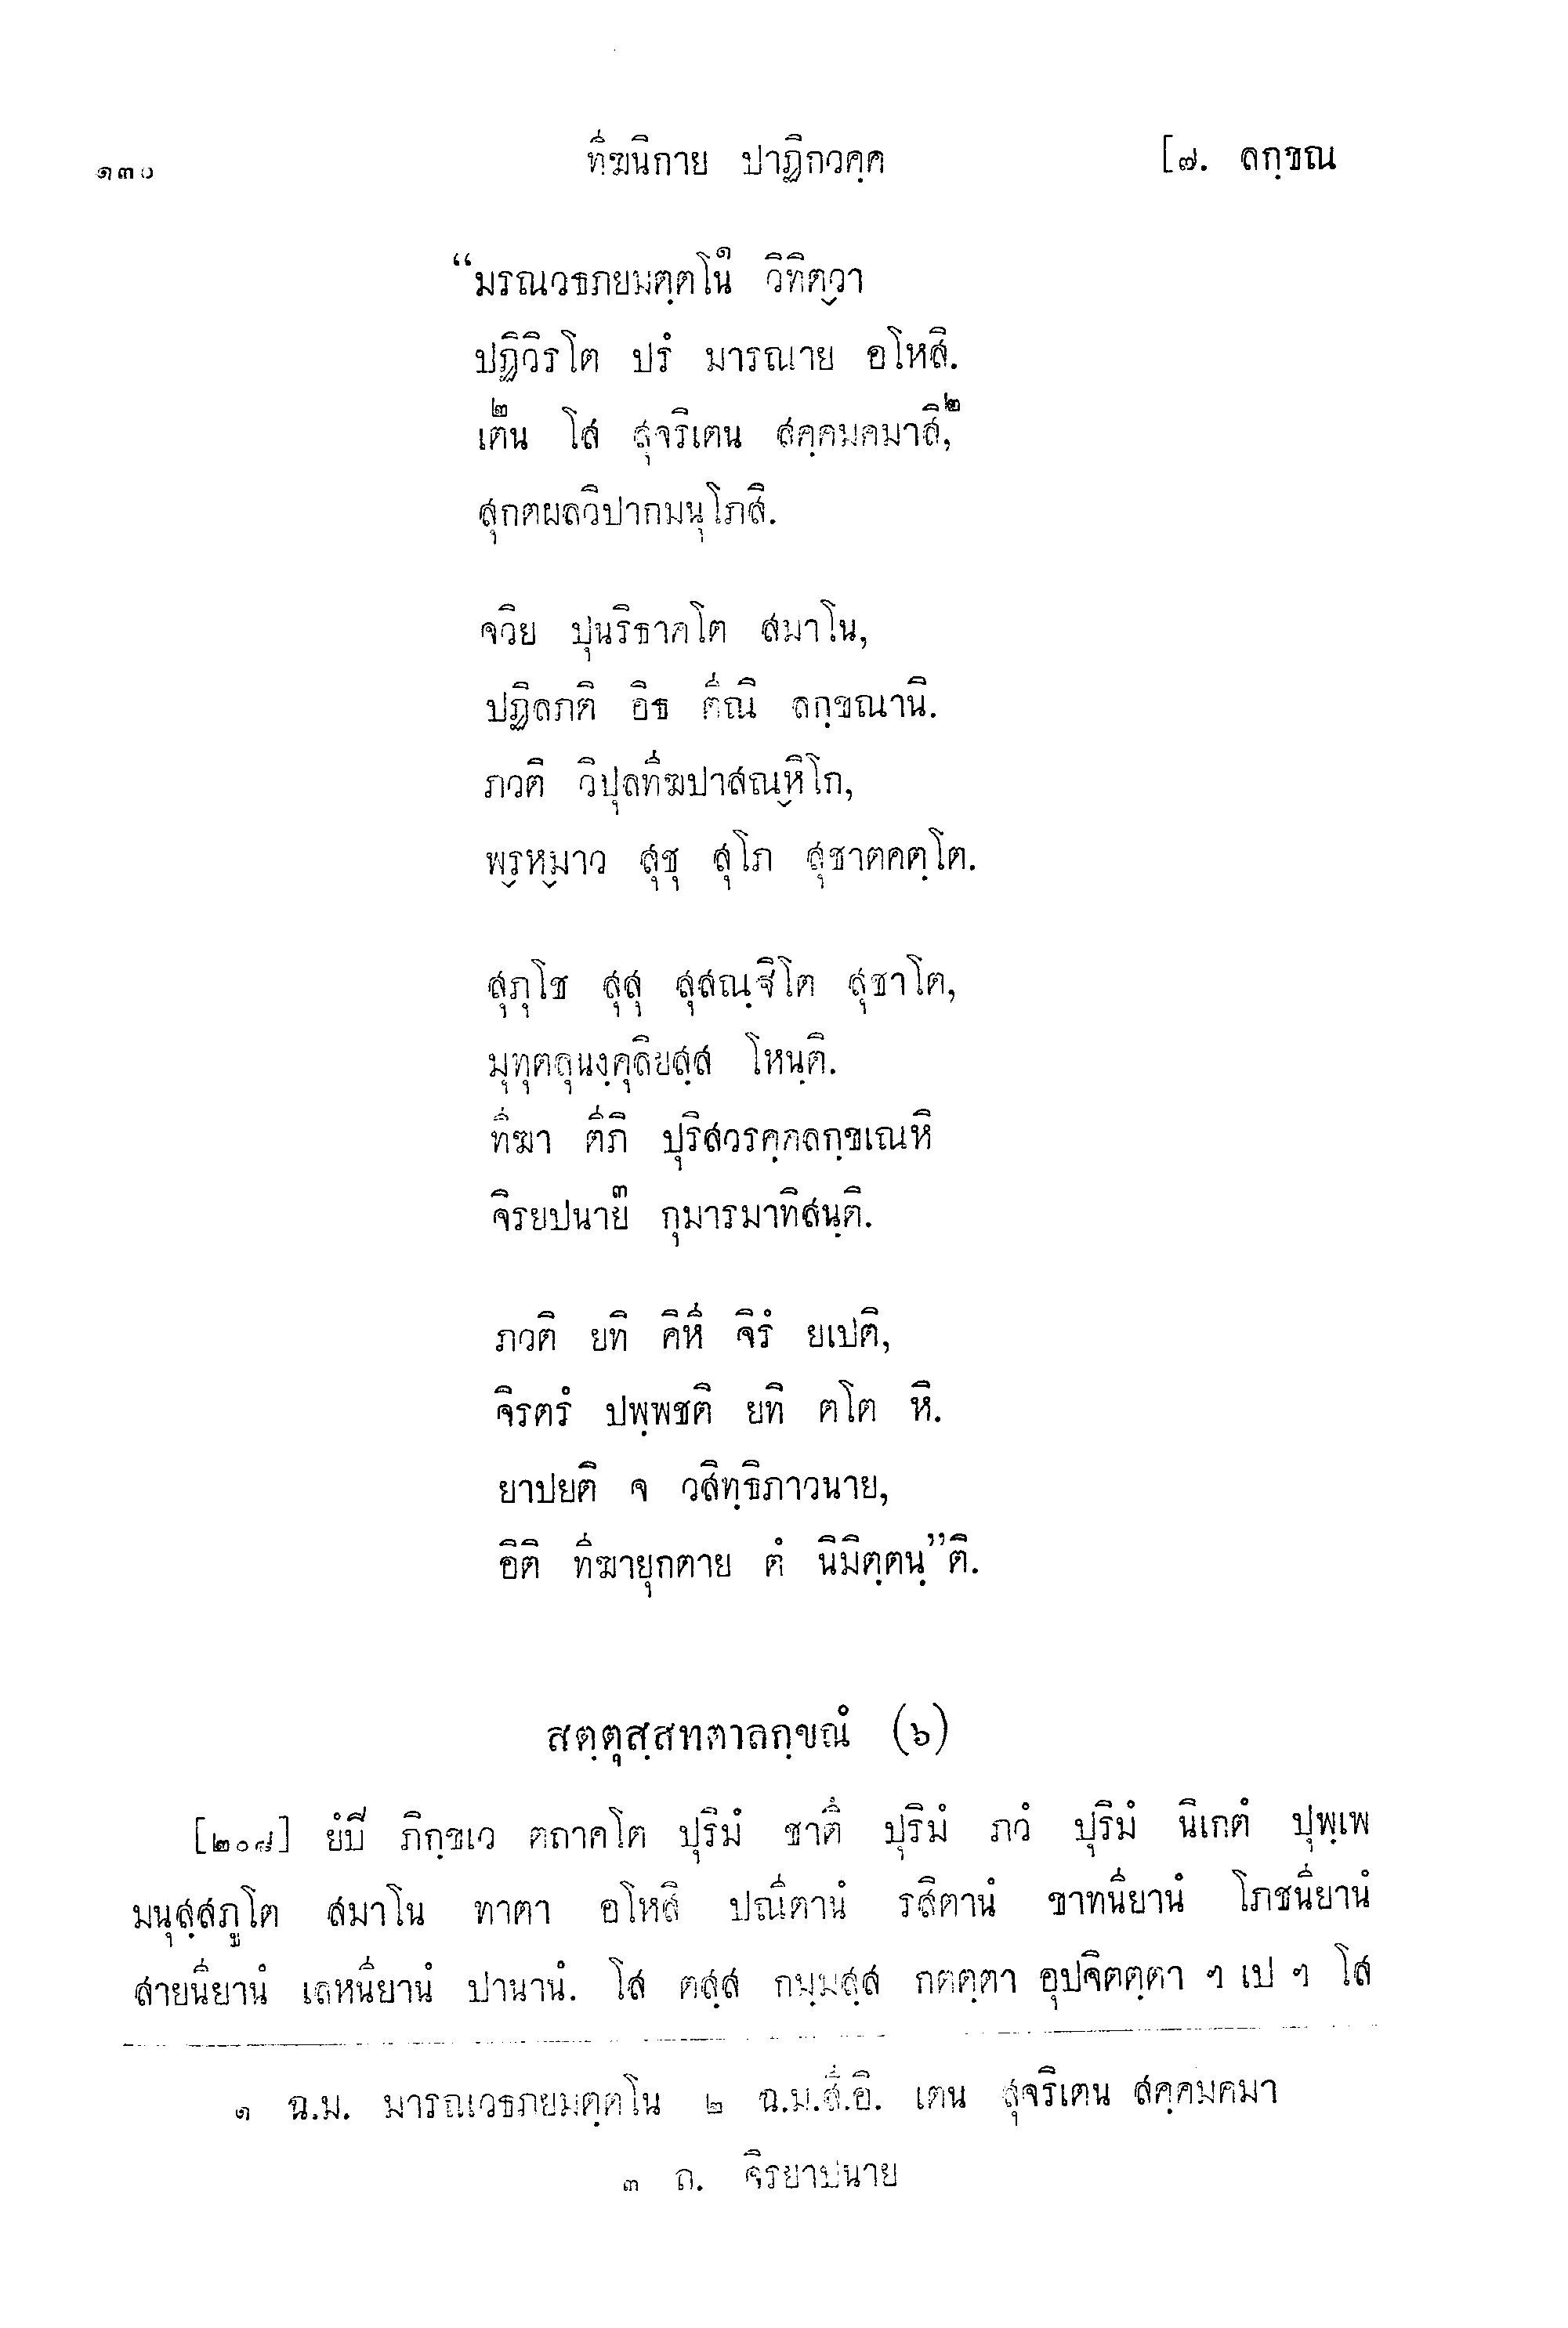 ๑๓๐ ทีฆนิกาย ปาฏิกวคฺค [๗. ลกฺขณ
“มรณวธภยมตฺตโน๑ วิทิตฺวา
ปฏิวิรโต ปรํ มารณาย อโหสิ.
เตน๒ โส สุจริเตน สคฺคมคมาสิ,๒
สุกตผลวิปากมนุโภสิ.
จวิย ปุนริธาคโต สมาโน,
ปฏิลภติ อิธ ตีณิ ลกฺขณานิ.
ภวติ วิปุลทีฆปาสณฺหิโก,
พฺรหฺมาว สุชุ สุโภ สุชาตคตฺโต.
สุภุโช สุสุ สุสณฺฐิโต สุชาโต,
มุทุตลุนงฺคุลิยสฺส โหนฺติ.
ทีฆา ตีภิ ปุริสวรคฺคลกฺขเณหิ
จิรยปนาย๓ กุมารมาทิสนฺติ.
ภวติ ยทิ คิหี จิรํ ยเปติ,
จิรตรํ ปพฺพชติ ยทิ ตโต หิ.
ยาปยติ จ วสิทฺธิภาวนาย,
อิติ ทีฆายุกตาย ตํ นิมิตฺตนฺ”ติ.
สตฺตุสฺสทตาลกฺขณํ (๖)
[๒๐๘] ยํปิ ภิกฺขเว ตถาคโต ปุริมํ ชาตึ ปุริมํ ภวํ ปุริมํ นิเกตํ ปุพฺเพ
มนุสฺสภูโต สมาโน ทาตา อโหสิ ปณีตานํ รสิตานํ ขาทนียานํ โภชนียานํ
สายนียานํ เลหนียานํ ปานานํ. โส ตสฺส กมฺมสฺส กตตฺตา อุปจิตตฺตา ฯ เป ฯ โส
๑ ฉ.ม. มารณวธภยมตฺตโน ๒ ฉ.ม.สี.อิ. เตน สุจริเตน สคฺคมคมา
๓ ก. จิรยาปนาย